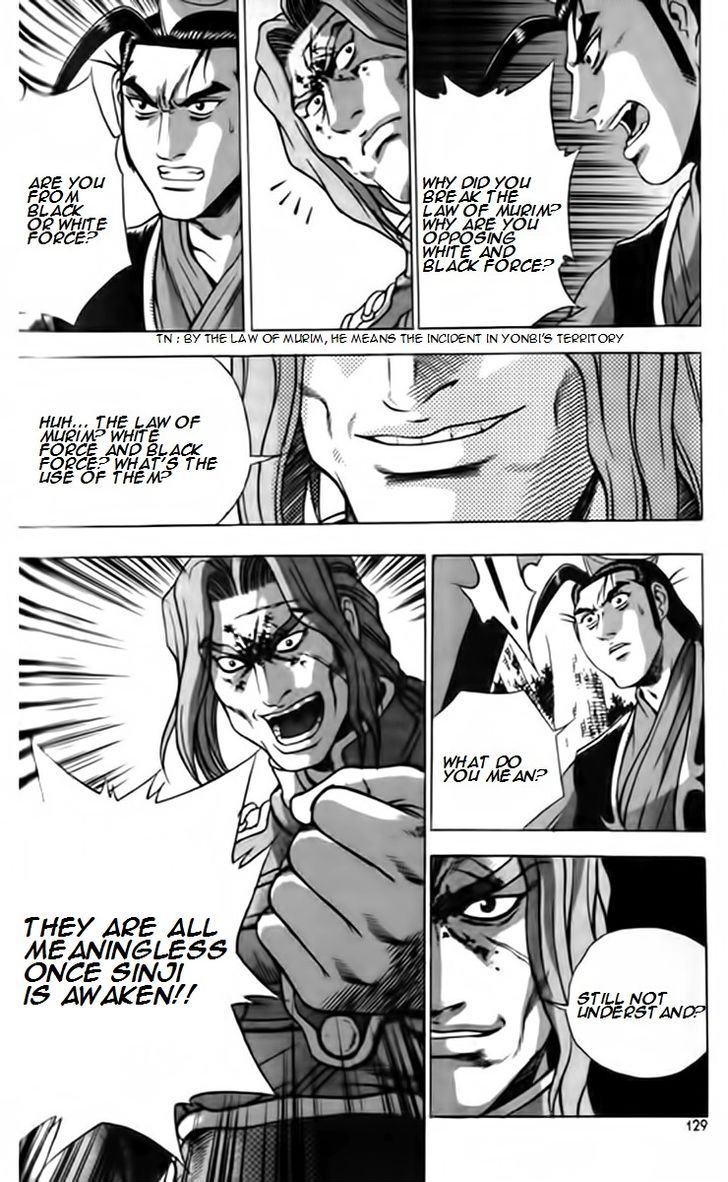 WHY DID YOU
BREAK THE
LAW OF MURIM?
WHY ARE YOU
OPPOSING
WHITE AND
BLACK FORCE?
ARE YOU
FROM
BLACK
OR WHITE
FORCE?
TN : BY THE LAW OF MURIM, HE MEANS THE INCIDENT IN YONBI'S TERRITORY
HUH... THE LAW OF
MURIM? WHITE
FORCE AND BLACK
FORCE? WHAT'S THE
USE OF THEM?
WHAT DO
YOU MEAN?
STILL NOT
UNDERSTAND?
THEY ARE ALL
MEANINGLESS
ONCE SINJI
IS AWAKEN!!
129